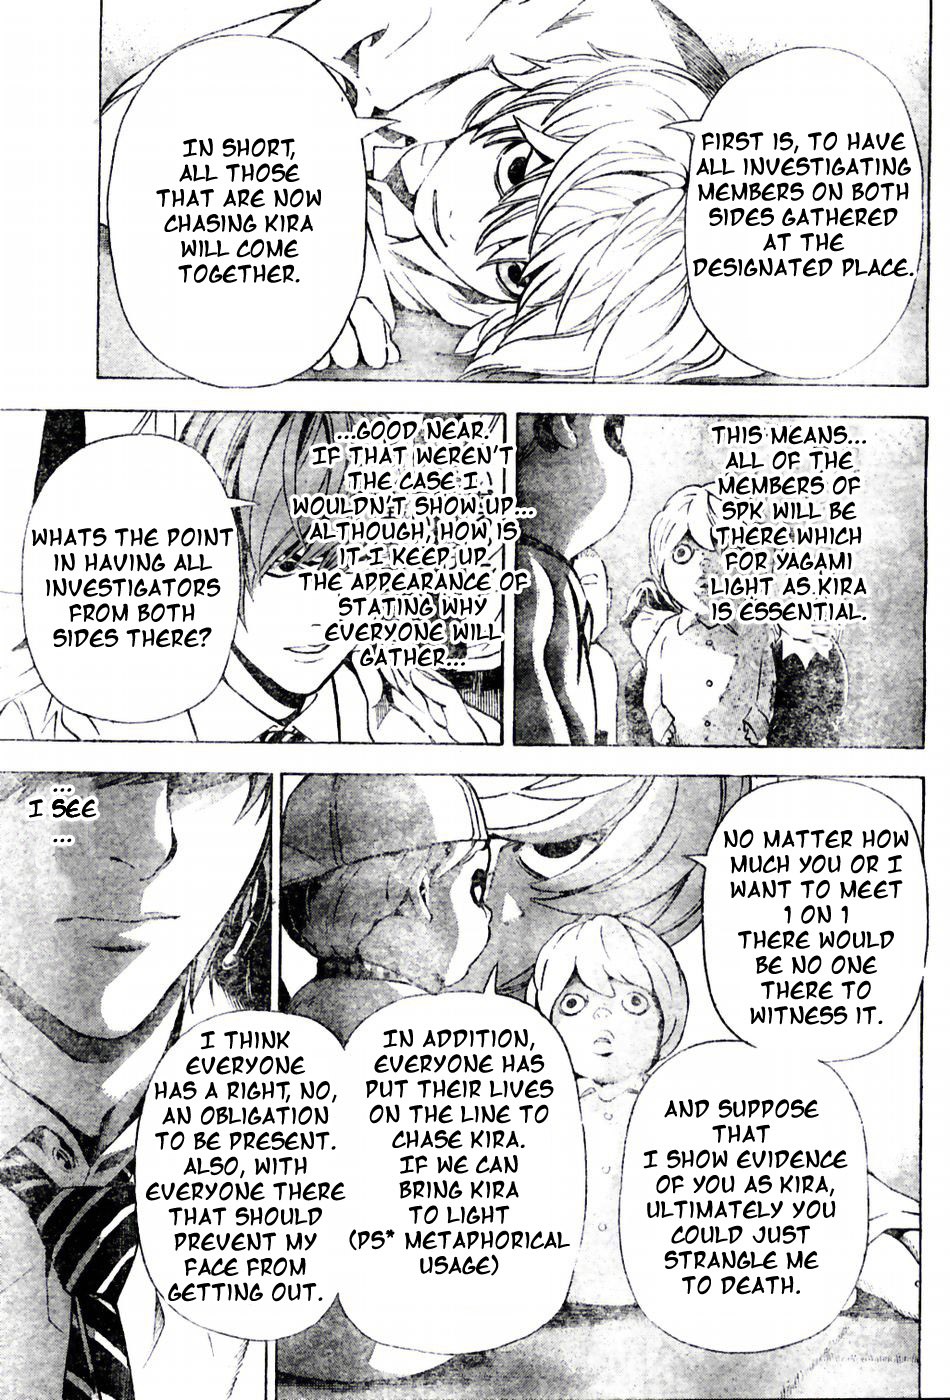 FIRST IS, TO HAVE
ALL INVESTIGATING
MEMBERS ON BOTH
SIDES GATHERED
AT THE
DESIGNATED PLACE.
IN SHORT,
ALL THOSE
THAT ARE NOW
CHASING KIRA
WILL COME
TOGETHER.
THIS MEANS...
ALL OF THE
MEMBERS OF
SPK WILL BE
THERE WHICH
FOR YAGAMI
LIGHT AS KIRA
IS ESSENTIAL.
...GOOD NEAR.
IF THAT WEREN'T
THE CASE I
WOULDN'T SHOW UP...
ALTHOUGH, HOW IS
IT I KEEP UP
THE APPEARANCE OF
STATING WHY
EVERYONE WILL
GATHER...
WHATS THE POINT
IN HAVING ALL
INVESTIGATORS
FROM BOTH
SIDES THERE?
NO MATTER HOW
MUCH YOU OR I
WANT TO MEET
1 ON 1
THERE WOULD
BE NO ONE
THERE TO
WITNESS IT.
AND SUPPOSE
THAT
I SHOW EVIDENCE
OF YOU AS KIRA,
ULTIMATELY YOU
COULD JUST
STRANGLE ME
TO DEATH.
IN ADDITION,
EVERYONE HAS
PUT THEIR LIVES
ON THE LINE TO
CHASE KIRA.
IF WE CAN
BRING KIRA
TO LIGHT
(PS* METAPHORICAL
USAGE)
I THINK
EVERYONE
HAS A RIGHT, NO,
AN OBLIGATION
TO BE PRESENT.
ALSO, WITH
EVERYONE THERE
THAT SHOULD
PREVENT MY
FACE FROM
GETTING OUT.
...
I SEE
...